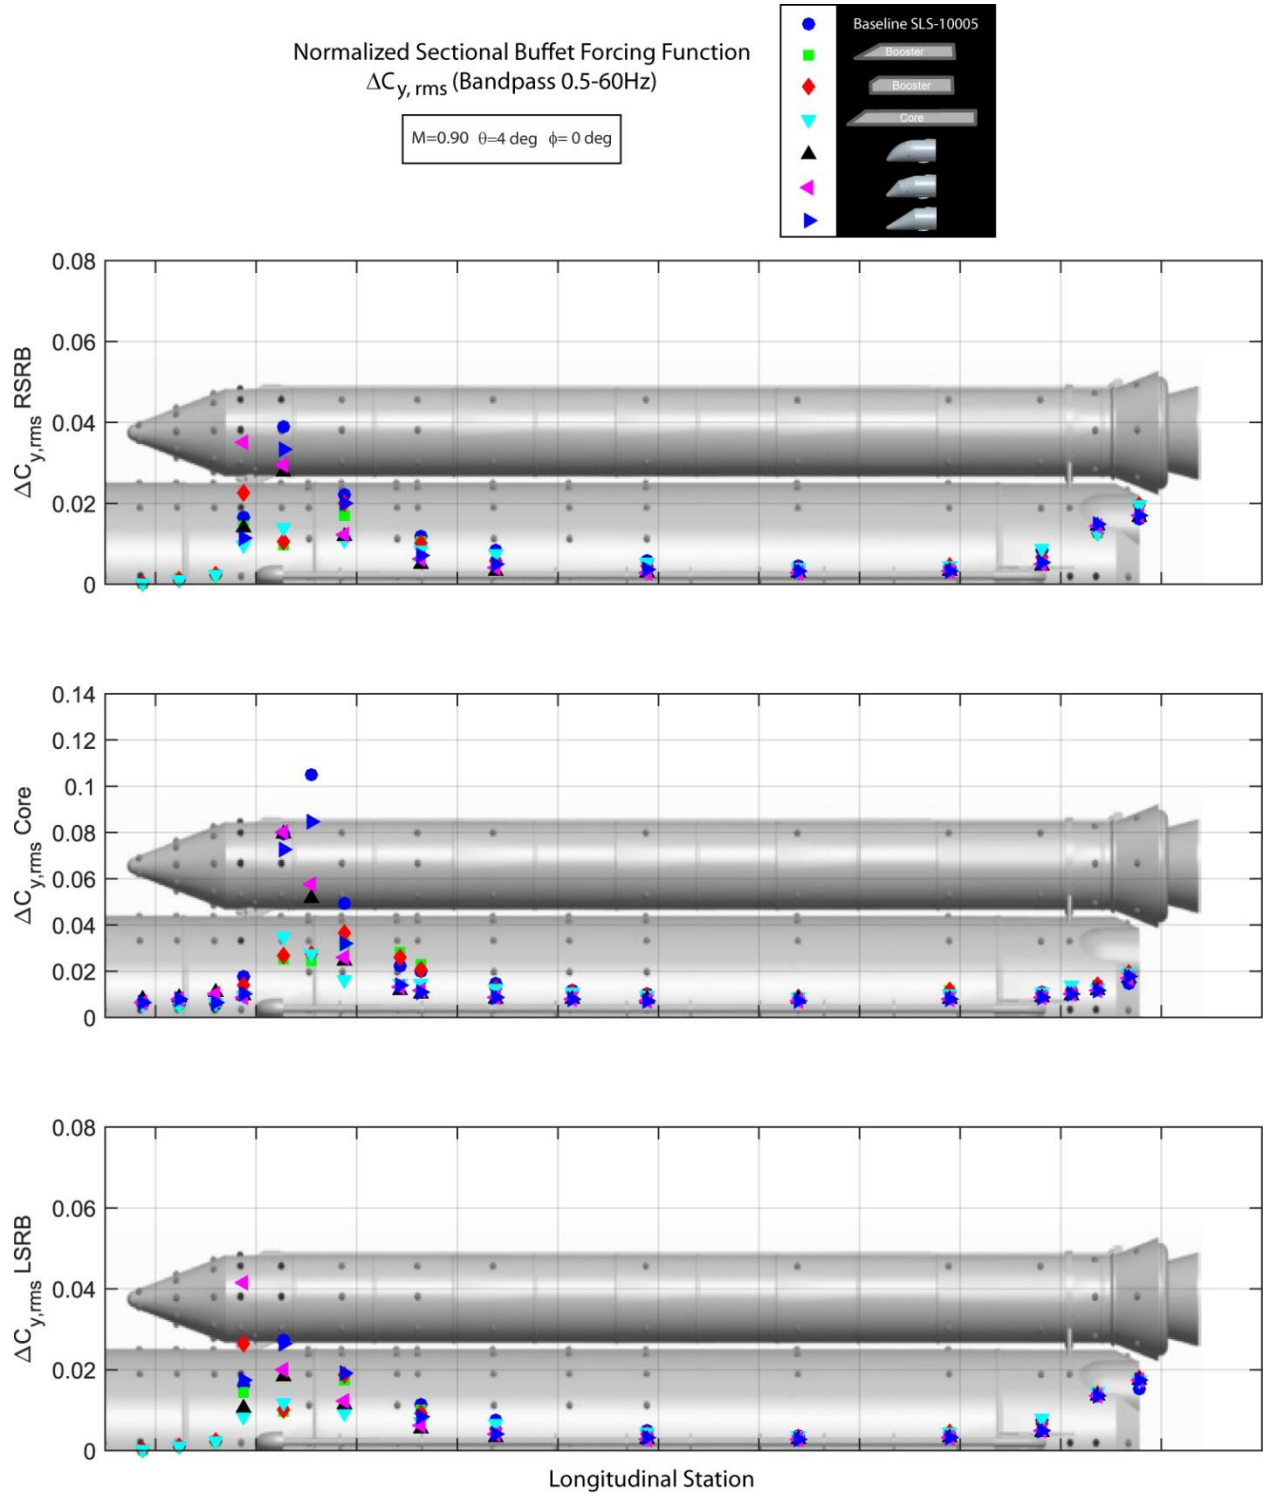 Normalized Sectional Buffet Forcing Function
ΔCy, rms (Bandpass 0.5-60Hz)
M=0.90 θ=4 deg ϕ= 0 deg
Baseline SLS-10005
Booster
Booster
Core
0.08
0.06
0.04
0.02
0
ΔCy,rms RSRB
0.14
0.12
0.1
0.08
0.06
0.04
0.02
0
ΔCy,rms Core
0.08
0.06
0.04
0.02
0
ΔCy,rms LSRB
Longitudinal Station